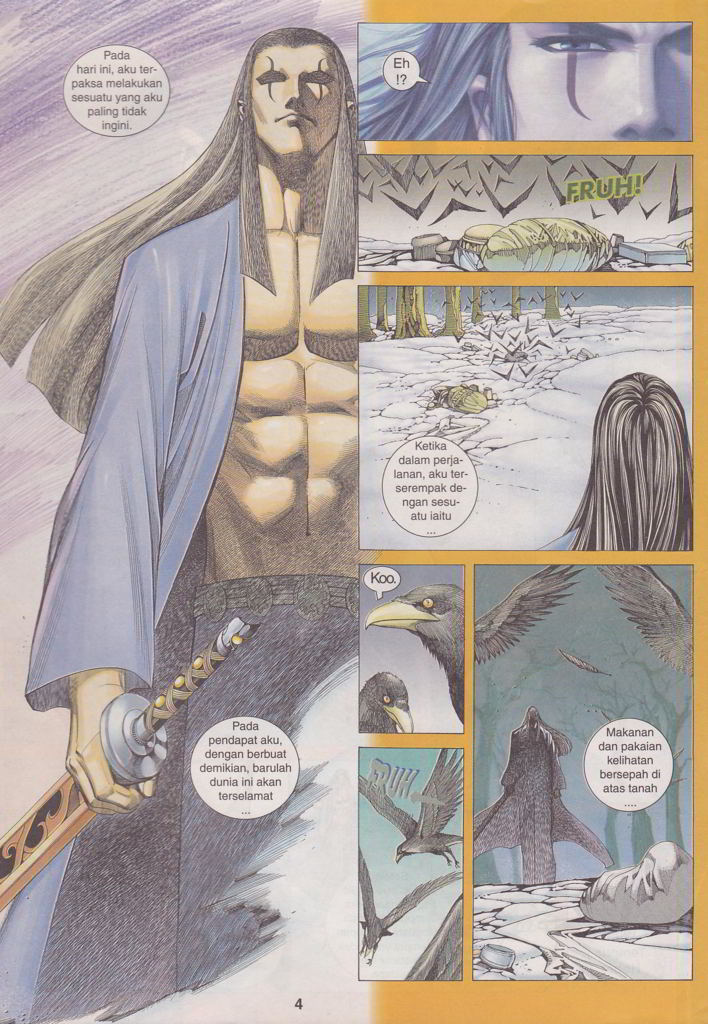 Pada
hari ini, aku ter-
paksa melakukan
sesuatu yang aku
paling tidak
ingini.
Pada
pendapat aku,
dengan berbuat
demikian, barulah
dunia ini akan
terselamat
...
Eh
!?
FRUH!
Ketika
dalam perja-
lanan, aku ter-
serempak de-
ngan sesu-
atu iaitu
...
Koo.
Makanan
dan pakaian
kelihatan
bersepah di
atas tanah
....
4